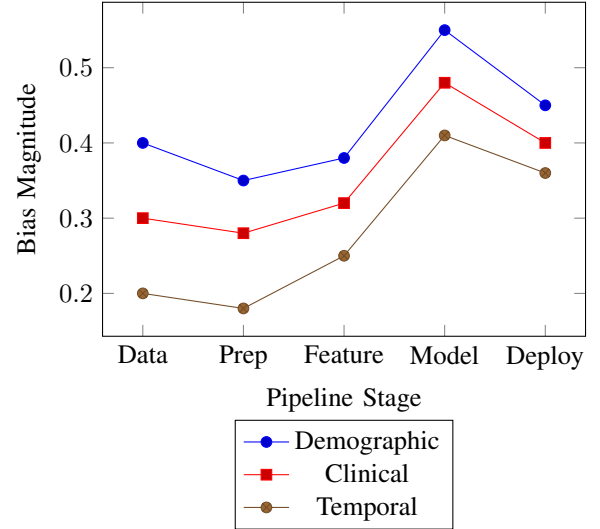 0.5
0.4
0.3
0.2
Bias Magnitude
Data Prep Feature Model Deploy
Pipeline Stage
Demographic
Clinical
Temporal